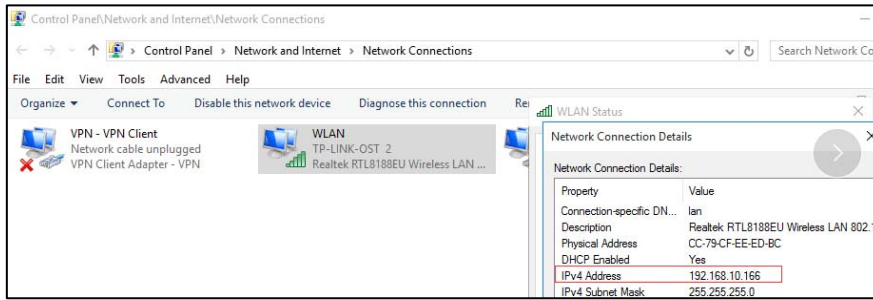 Control Panel\Network and Internet\Network Connections
Control Panel > Network and Internet > Network Connections
Search Network Co
File Edit View Tools Advanced Help
Organize Connect To Disable this network device Diagnose this connection Re
VPN - VPN Client
Network cable unplugged
VPN Client Adapter - VPN
WLAN
TP-LINK-OST 2
Realtek RTL8188EU Wireless LAN ...
WLAN Status
Network Connection Details
Network Connection Details:
Property Value
Connection-specific DN... lan
Description Realtek RTL8188EU Wireless LAN 802.1
Physical Address CC-79-CF-EE-ED-BC
DHCP Enabled Yes
IPv4 Address 192.168.10.166
IPv4 Subnet Mask 255.255.255.0